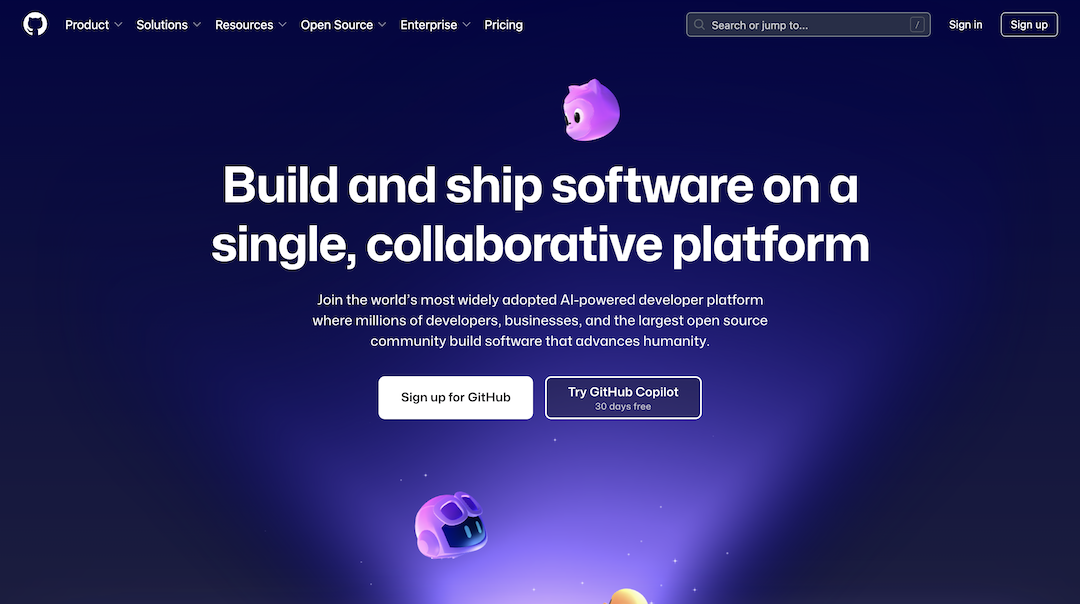 Product Solutions Resources Open Source Enterprise Pricing Search or jump to... / Sign in Sign up
Build and ship software on a
single, collaborative platform
Join the world’s most widely adopted AI-powered developer platform
where millions of developers, businesses, and the largest open source
community build software that advances humanity.
Sign up for GitHub
Try GitHub Copilot
30 days free